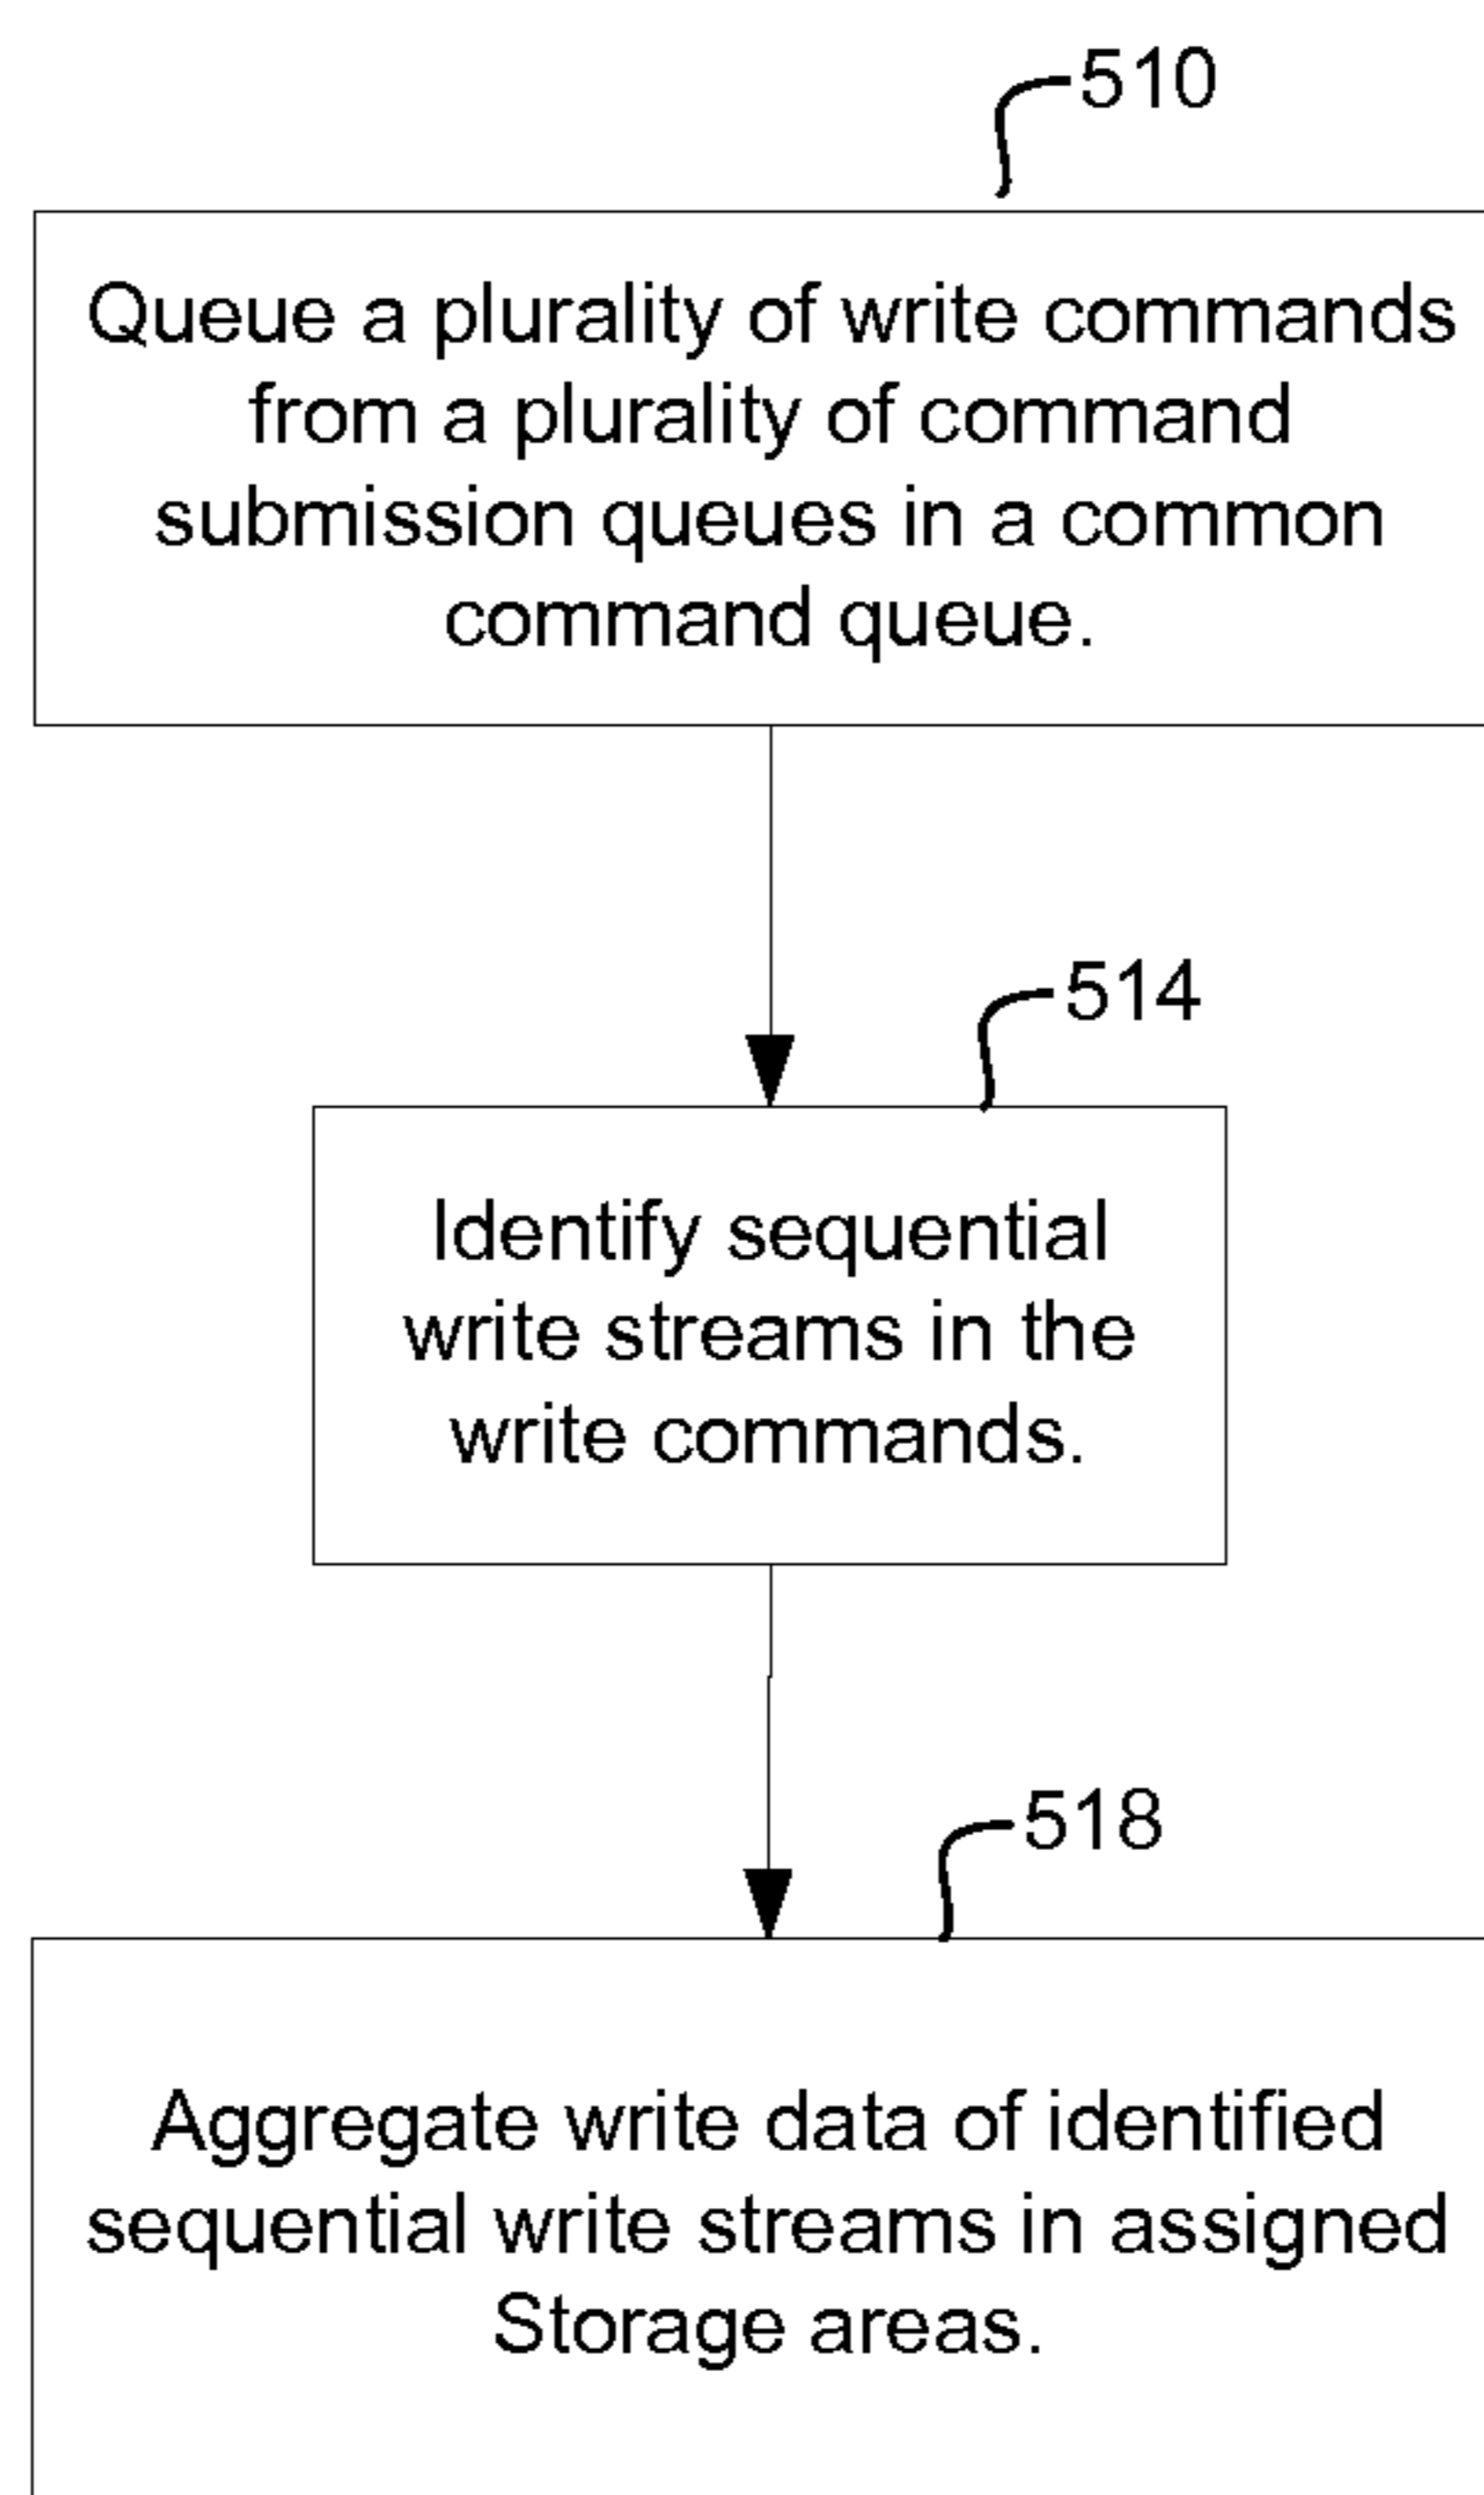 510
Queue a plurality of write commands
from a plurality of command
submission queues in a common
command queue.
514
Identify sequential
write streams in the
write commands.
518
Aggregate write data of identified
sequential write streams in assigned
Storage areas.